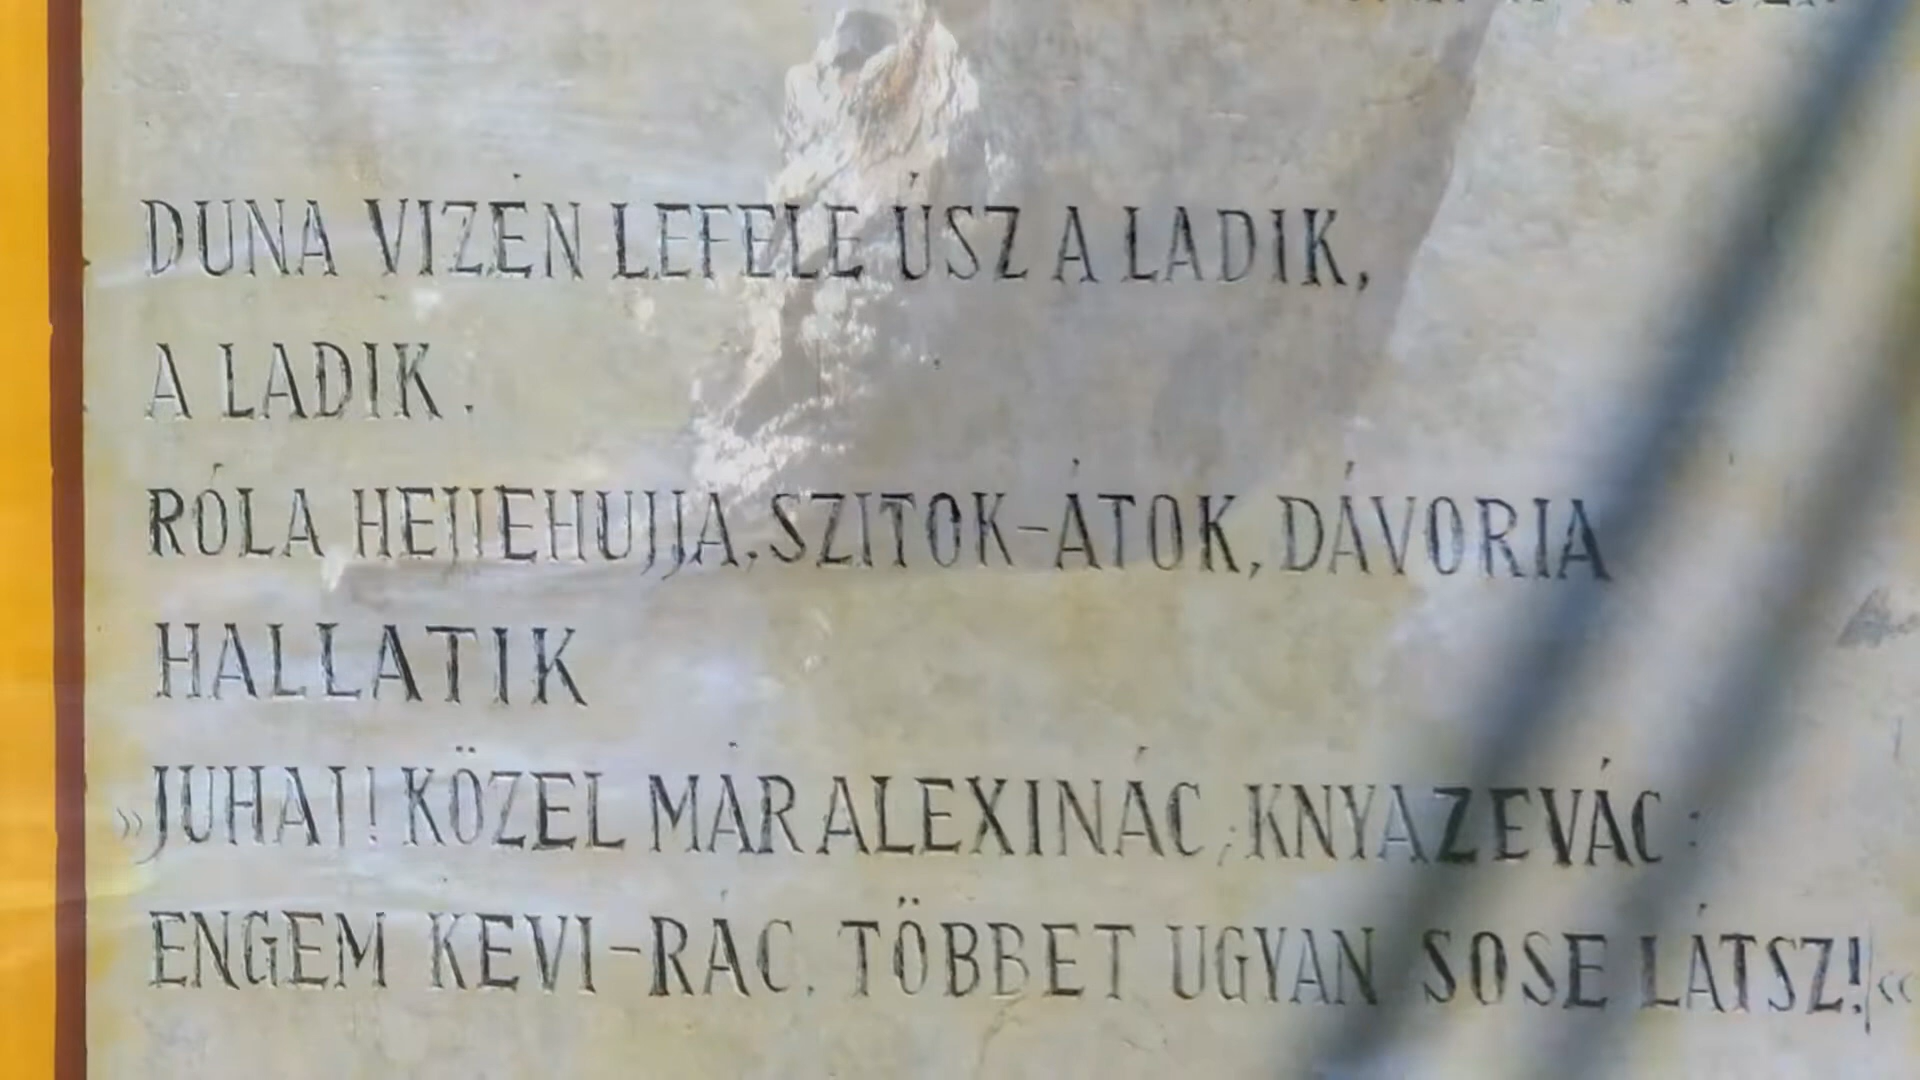 DUNA VIZÉN LEFELE ÚSZ A LADIK,
A LADIK.
RÓLA HEJJEHUJJA, SZITOK-ÁTOK, DÁVORIA
HALLATIK
»JUHAJ! KÖZEL MÁR ALEXINÁC, KNYAZEVÁC:
ENGEM KEVI-RÁC, TÖBBET UGYAN SOSE LÁTSZ!«